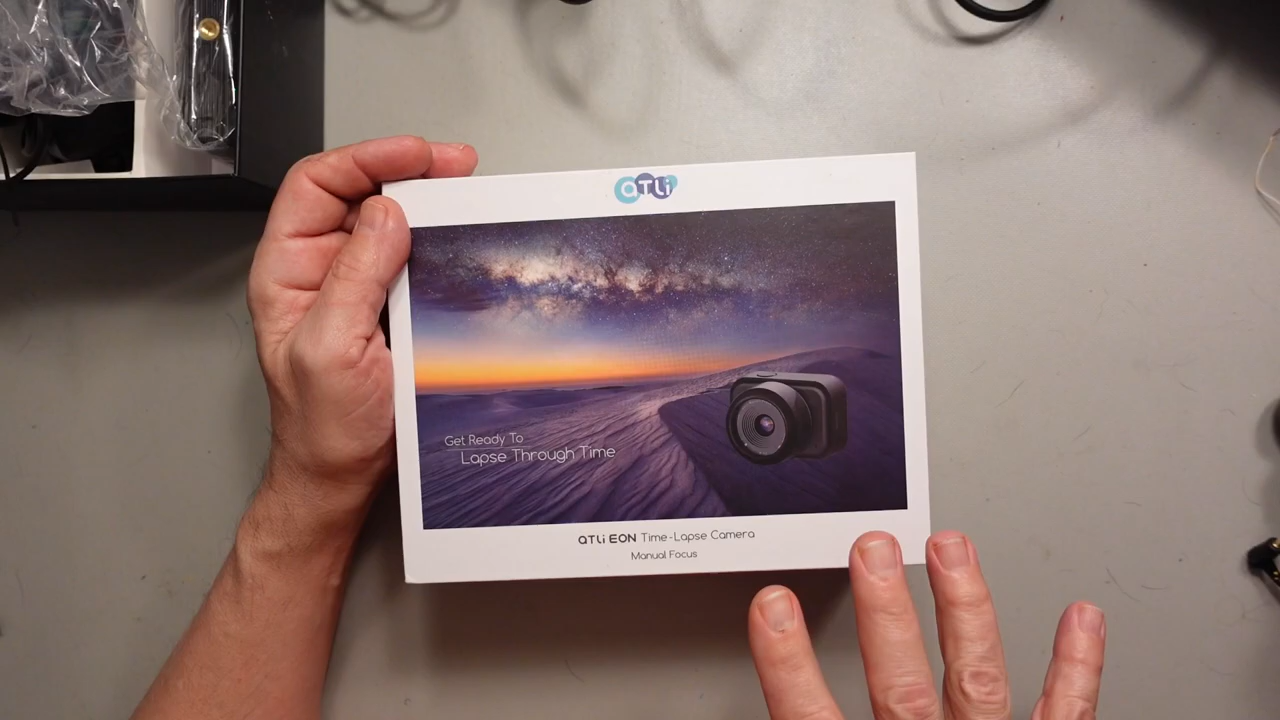 aTLi
Get Ready To
Lapse Through Time
aTLi EON Time-Lapse Camera
Manual Focus